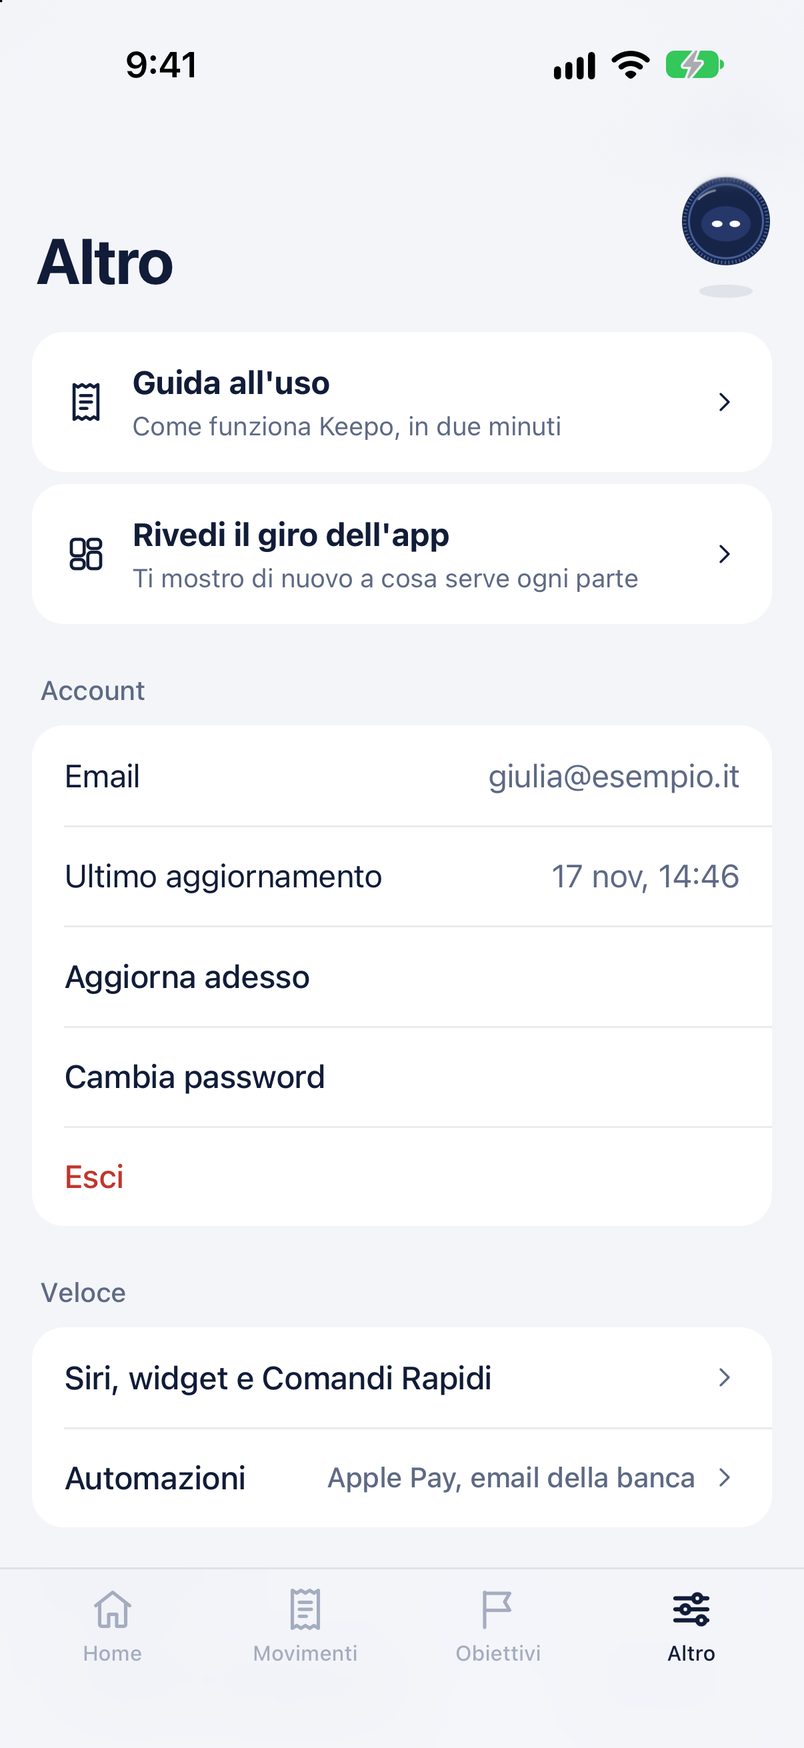 9:41
Altro
Guida all'uso
Come funziona Keepo, in due minuti
Rivedi il giro dell'app
Ti mostro di nuovo a cosa serve ogni parte
Account
Email giulia@esempio.it
Ultimo aggiornamento 17 nov, 14:46
Aggiorna adesso
Cambia password
Esci
Veloce
Siri, widget e Comandi Rapidi
Automazioni Apple Pay, email della banca
Home Movimenti Obiettivi Altro